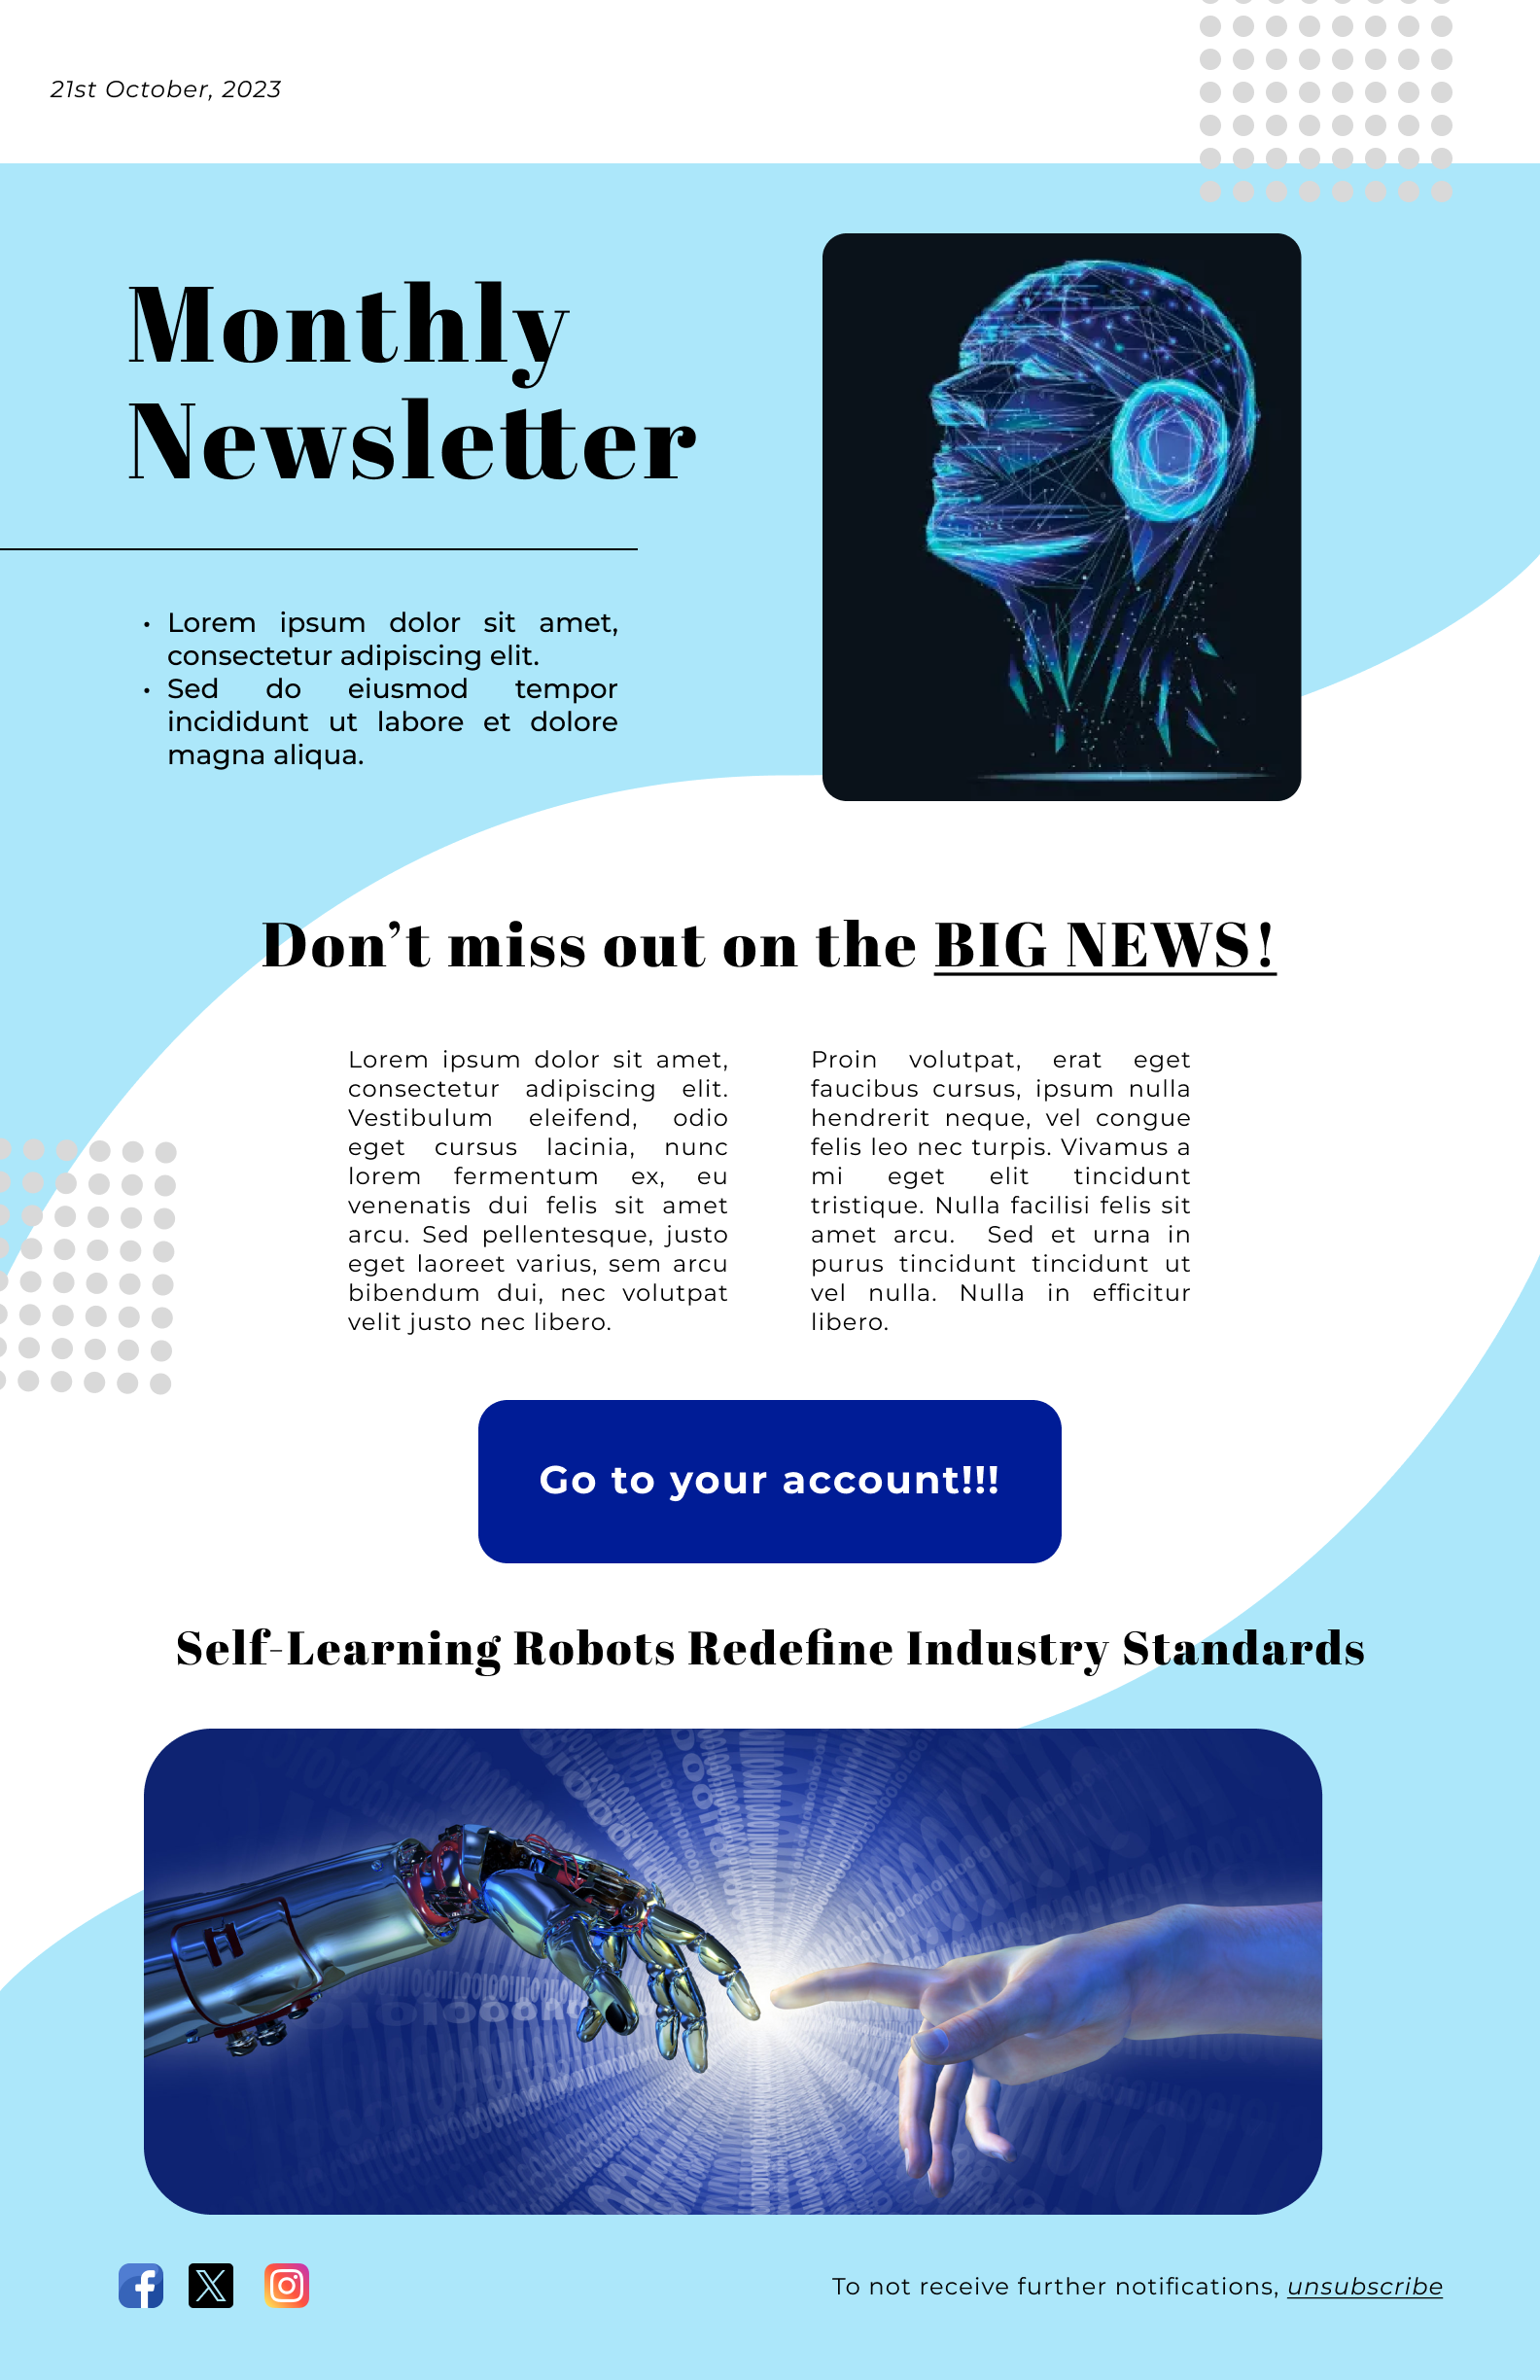 21st October, 2023
Monthly
Newsletter
• Lorem ipsum dolor sit amet,
consectetur adipiscing elit.
• Sed do eiusmod tempor
incididunt ut labore et dolore
magna aliqua.
Don’t miss out on the BIG NEWS!
Lorem ipsum dolor sit amet,
consectetur adipiscing elit.
Vestibulum eleifend, odio
eget cursus lacinia, nunc
lorem fermentum ex, eu
venenatis dui felis sit amet
arcu. Sed pellentesque, justo
eget laoreet varius, sem arcu
bibendum dui, nec volutpat
velit justo nec libero.
Proin volutpat, erat eget
faucibus cursus, ipsum nulla
hendrerit neque, vel congue
felis leo nec turpis. Vivamus a
mi eget elit tincidunt
tristique. Nulla facilisi felis sit
amet arcu. Sed et urna in
purus tincidunt tincidunt ut
vel nulla. Nulla in efficitur
libero.
Go to your account!!!
Self-Learning Robots Redefine Industry Standards
To not receive further notifications, unsubscribe